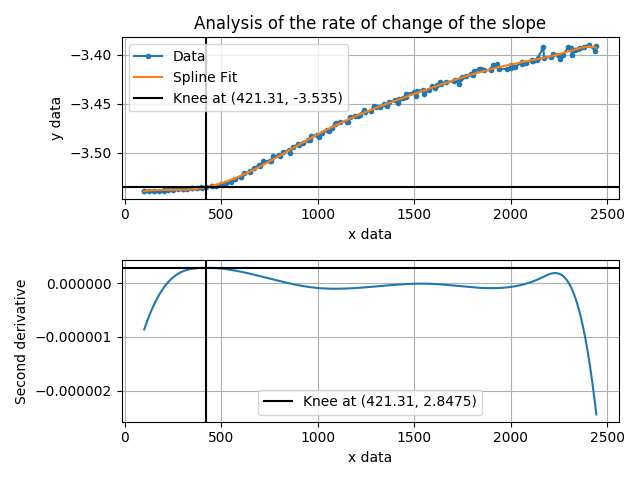 Analysis of the rate of change of the slope
−3.40
−3.45
−3.50
y data
Data
Spline Fit
Knee at (421.31, -3.535)
0
500
1000
1500
2000
2500
x data
0.000000
−0.000001
−0.000002
Second derivative
Knee at (421.31, 2.8475)
0
500
1000
1500
2000
2500
x data